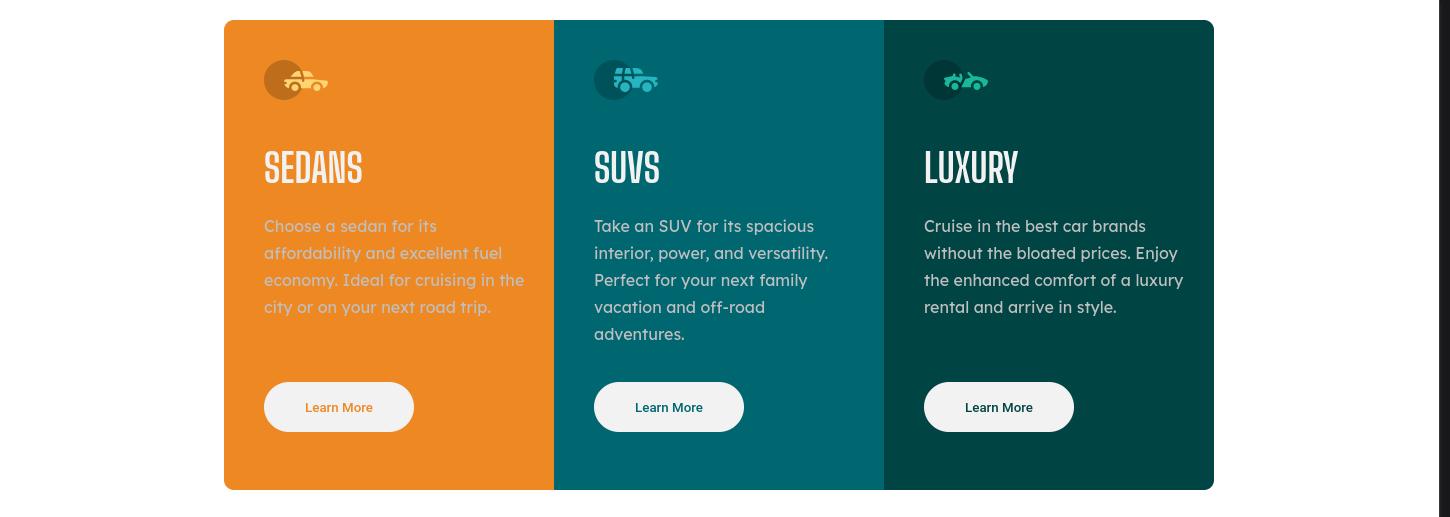 SEDANS
Choose a sedan for its
affordability and excellent fuel
economy. Ideal for cruising in the
city or on your next road trip.
Learn More
SUVS
Take an SUV for its spacious
interior, power, and versatility.
Perfect for your next family
vacation and off-road
adventures.
Learn More
LUXURY
Cruise in the best car brands
without the bloated prices. Enjoy
the enhanced comfort of a luxury
rental and arrive in style.
Learn More